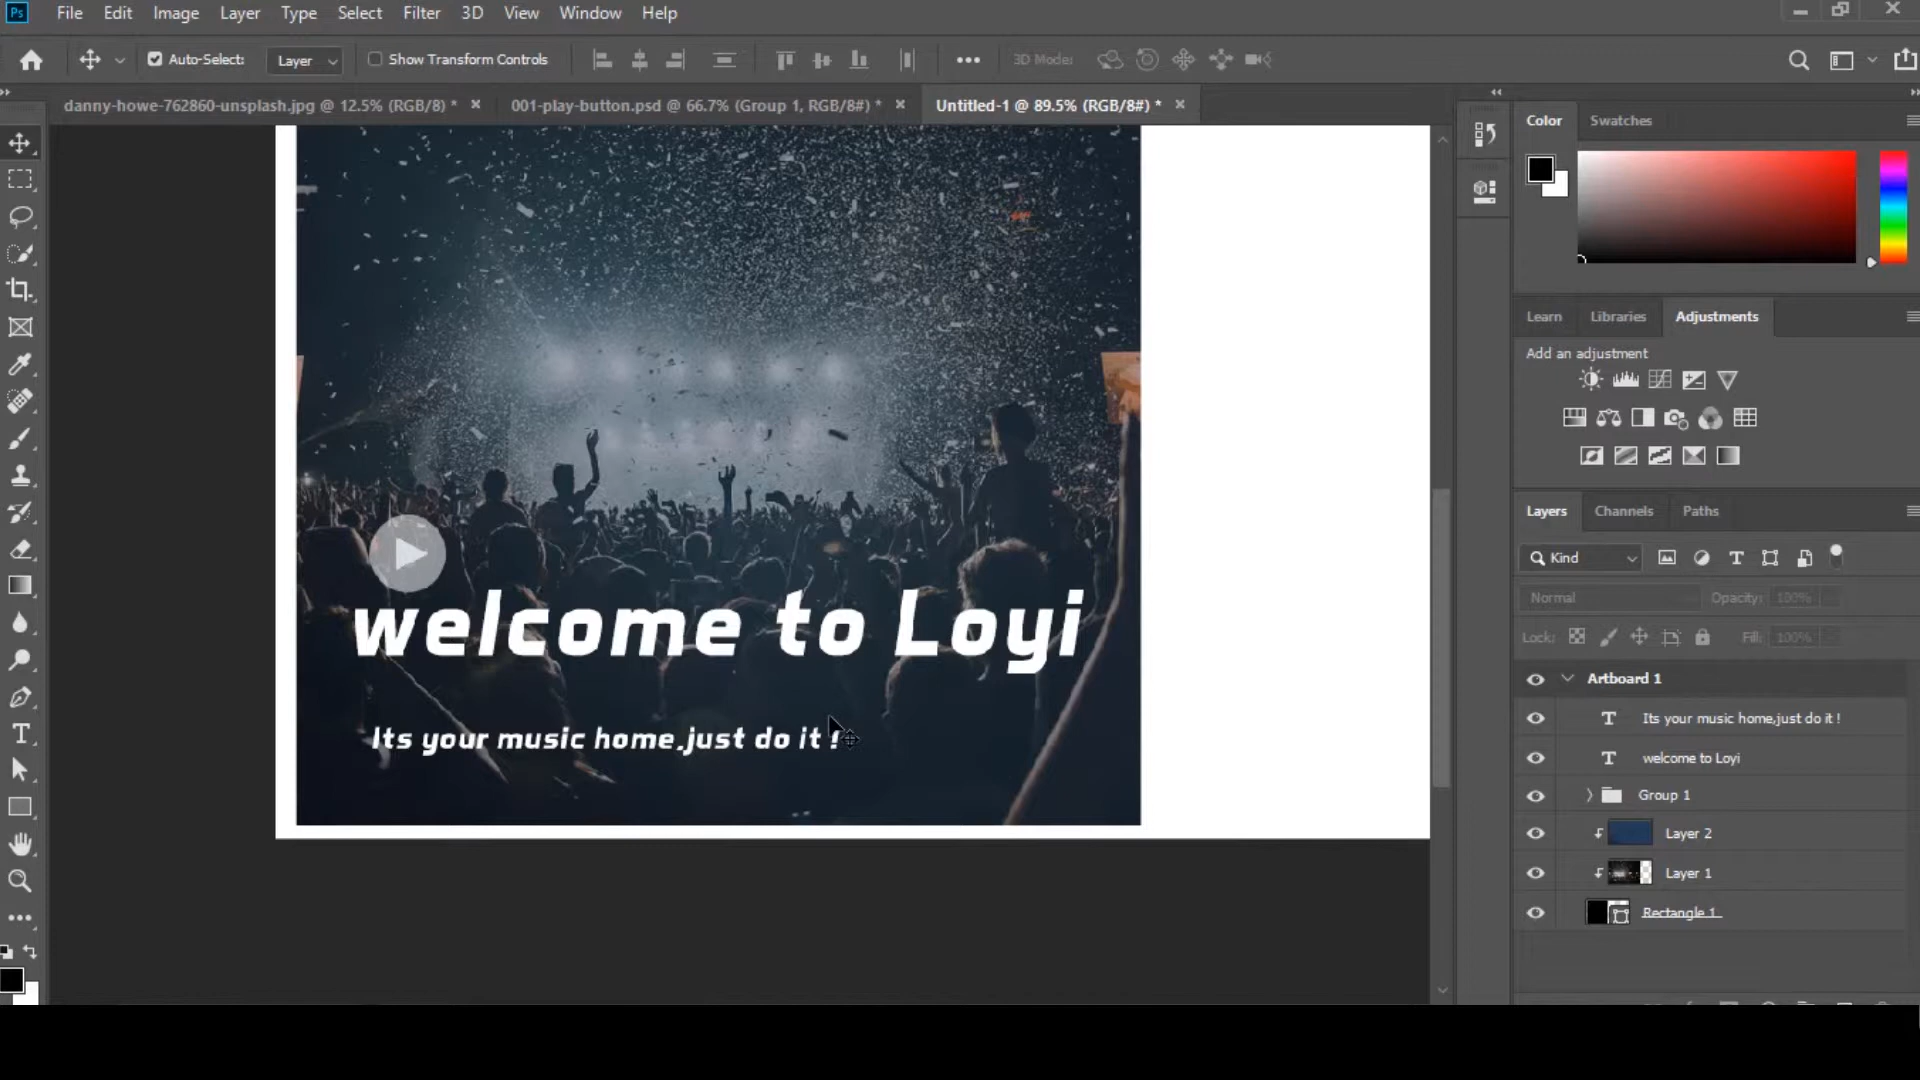 Ps File Edit Image Layer Type Select Filter 3D View Window Help
Auto-Select: Layer Show Transform Controls 3D Mode:
danny-howe-762860-unsplash.jpg @ 12.5% (RGB/8) * 001-play-button.psd @ 66.7% (Group 1, RGB/8#) * Untitled-1 @ 89.5% (RGB/8#) *
Color Swatches
Learn Libraries Adjustments
Add an adjustment
Layers Channels Paths
Kind
Normal Opacity: 100%
Lock: Fill: 100%
Artboard 1
Its your music home,just do it !
welcome to Loyi
Group 1
Layer 2
Layer 1
Rectangle 1
welcome to Loyi
Its your music home,just do it !